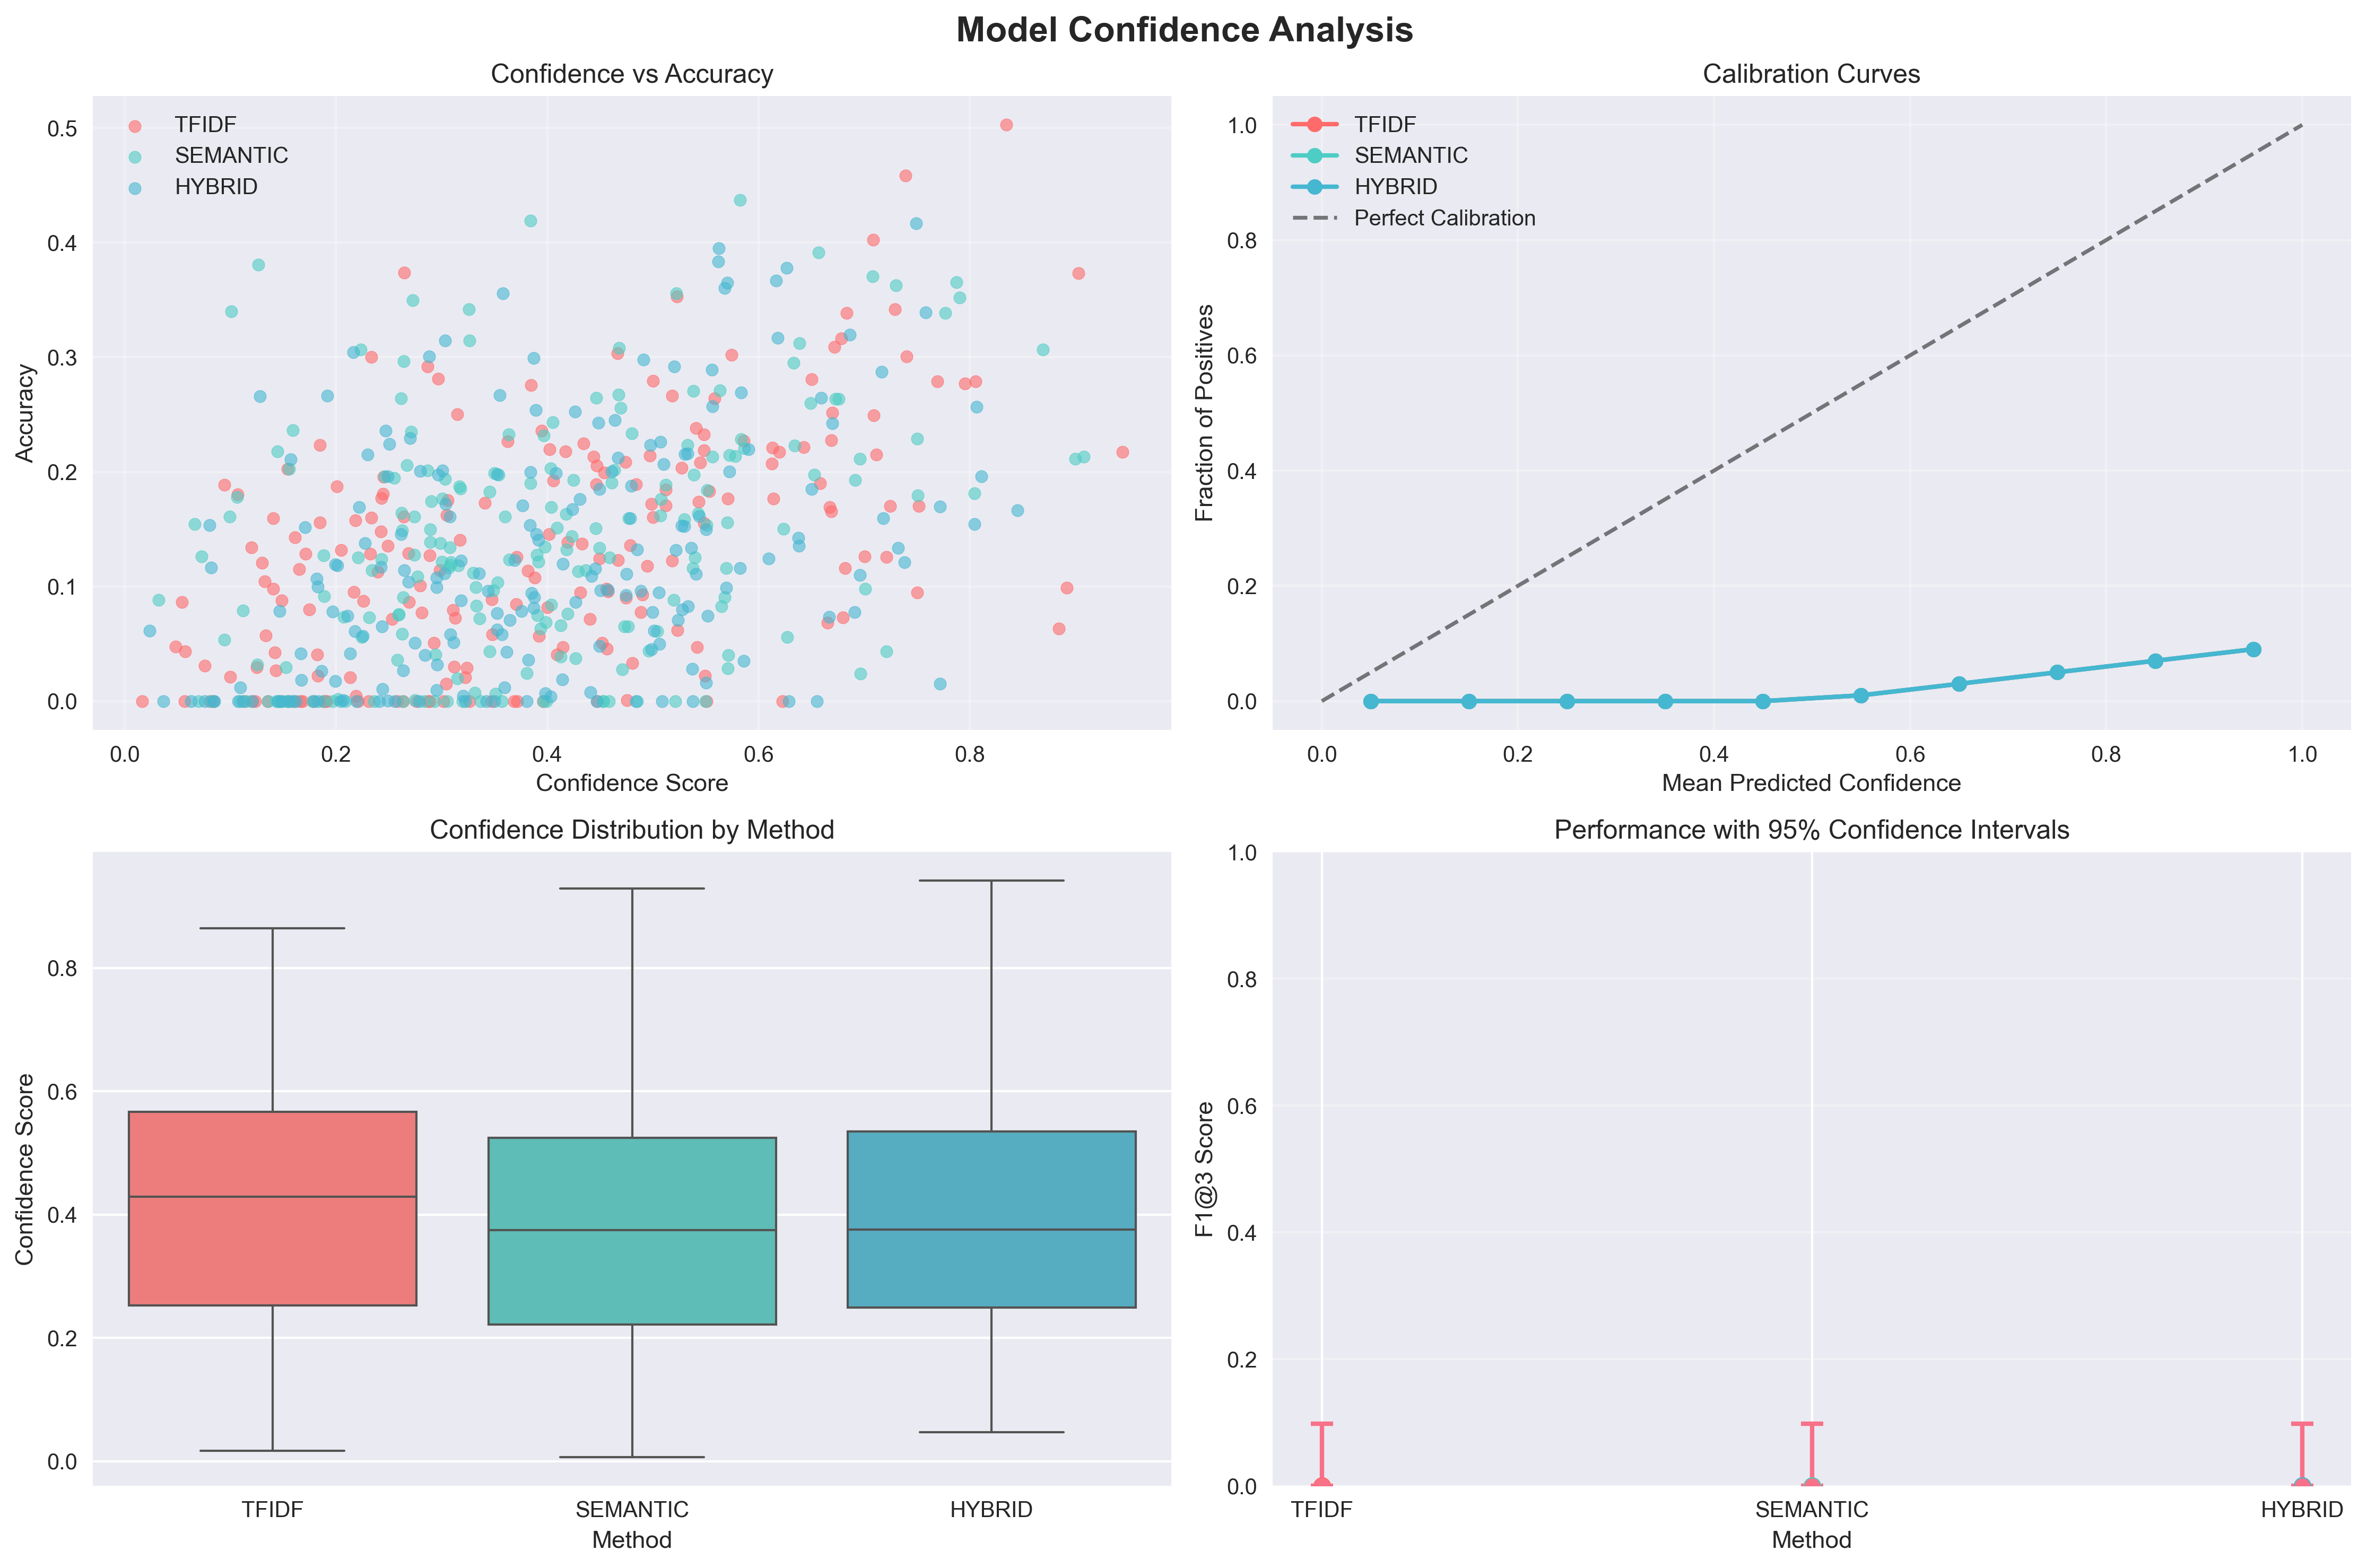 Model Confidence Analysis
Confidence vs Accuracy
TFIDF
SEMANTIC
HYBRID
0.5
0.4
0.3
0.2
0.1
0.0
Accuracy
0.0 0.2 0.4 0.6 0.8
Confidence Score
Calibration Curves
TFIDF
SEMANTIC
HYBRID
Perfect Calibration
1.0
0.8
0.6
0.4
0.2
0.0
Fraction of Positives
0.0 0.2 0.4 0.6 0.8 1.0
Mean Predicted Confidence
Confidence Distribution by Method
0.8
0.6
0.4
0.2
0.0
Confidence Score
TFIDF SEMANTIC HYBRID
Method
Performance with 95% Confidence Intervals
1.0
0.8
0.6
0.4
0.2
0.0
F1@3 Score
TFIDF SEMANTIC HYBRID
Method